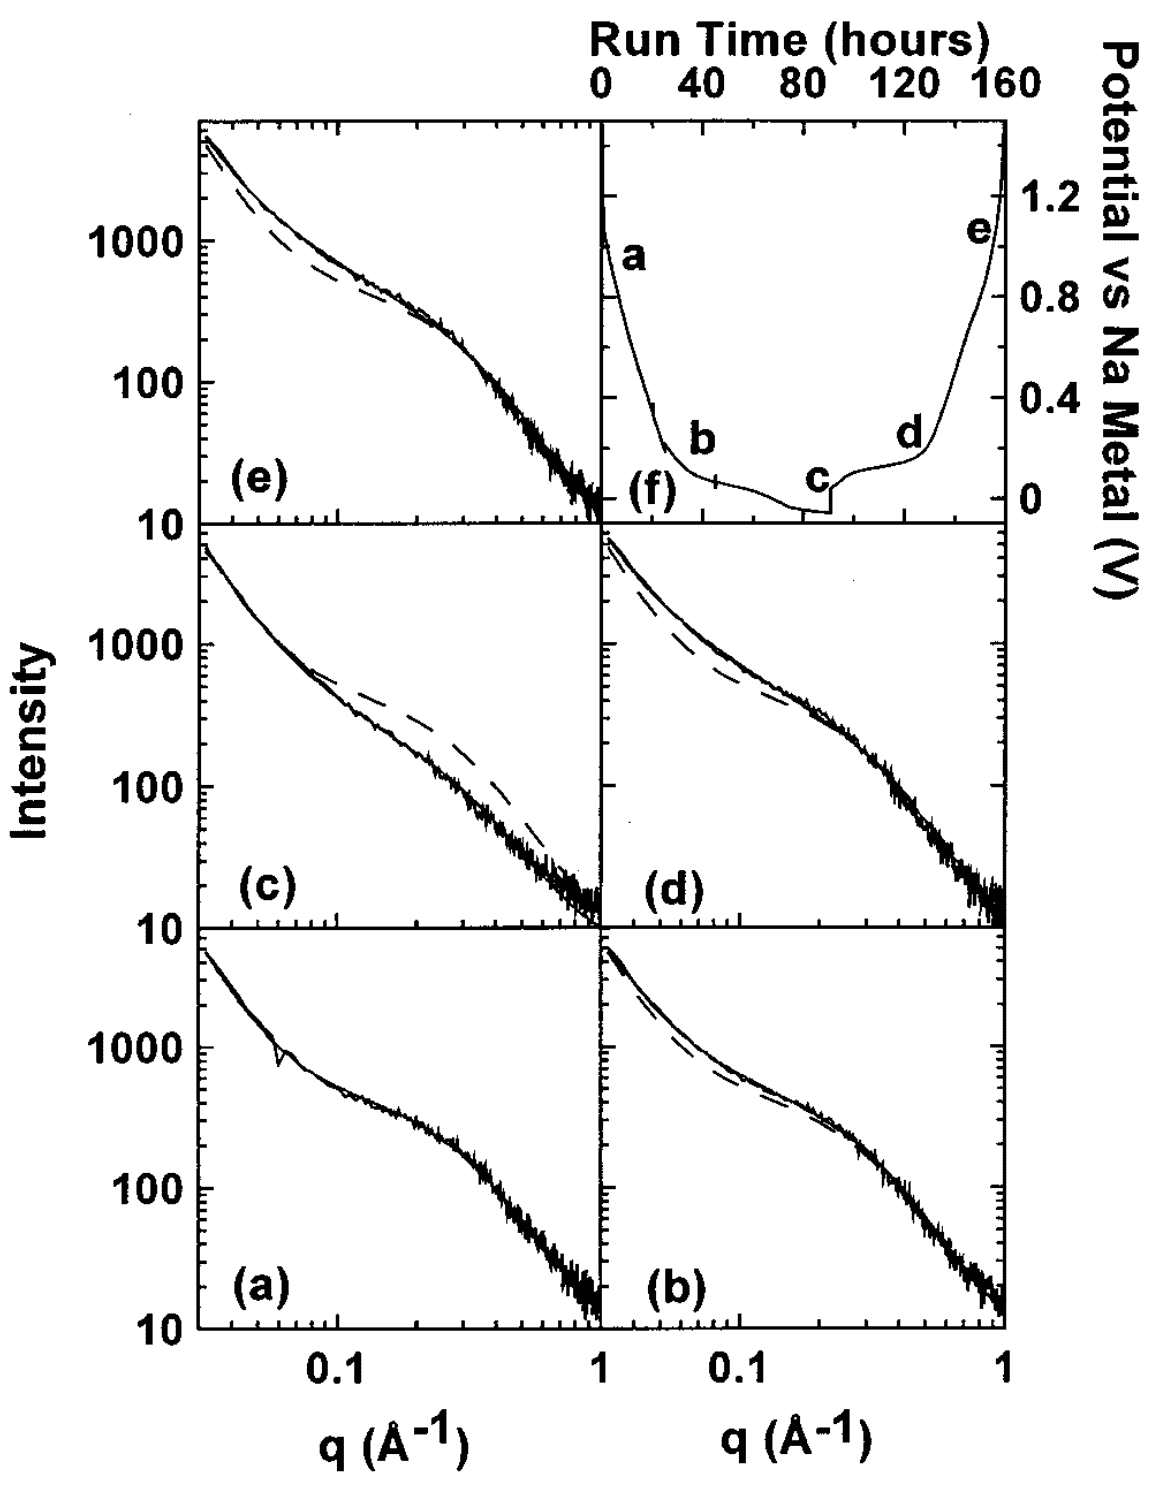 Run Time (hours)
0 40 80 120 160
1000
100
10
(e)
a
b
c
d
e
(f)
1.2
0.8
0.4
0
Potential vs Na Metal (V)
Intensity
1000
100
10
(c)
(d)
1000
100
10
(a)
(b)
0.1 1
0.1 1
q (Å-1)
q (Å-1)